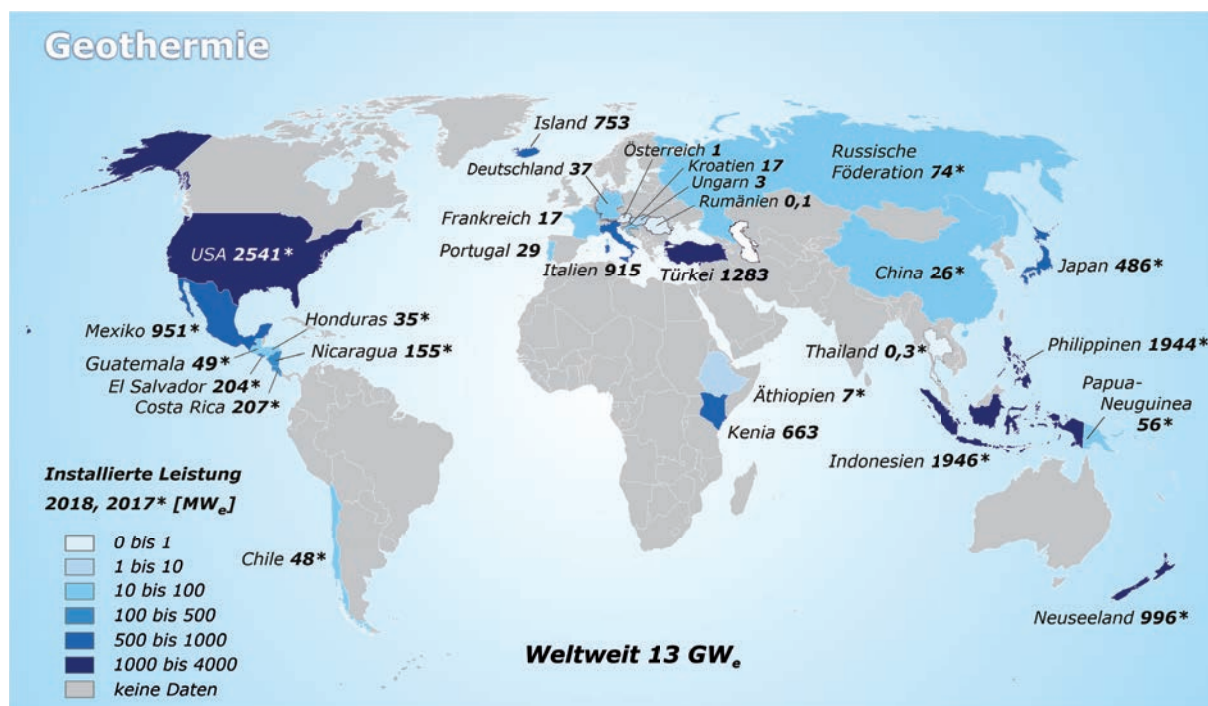 Geothermie
Island 753
Deutschland 37
Österreich 1
Kroatien 17
Ungarn 3
Rumänien 0,1
Russische
Föderation 74*
Frankreich 17
Portugal 29
Italien 915
Türkei 1283
USA 2541*
China 26*
Japan 486*
Mexiko 951*
Honduras 35*
Guatemala 49*
Nicaragua 155*
El Salvador 204*
Costa Rica 207*
Thailand 0,3*
Philippinen 1944*
Äthiopien 7*
Papua-
Neuguinea
56*
Kenia 663
Indonesien 1946*
Installierte Leistung
2018, 2017* [MWe]
0 bis 1
1 bis 10
10 bis 100
100 bis 500
500 bis 1000
1000 bis 4000
keine Daten
Chile 48*
Neuseeland 996*
Weltweit 13 GWe